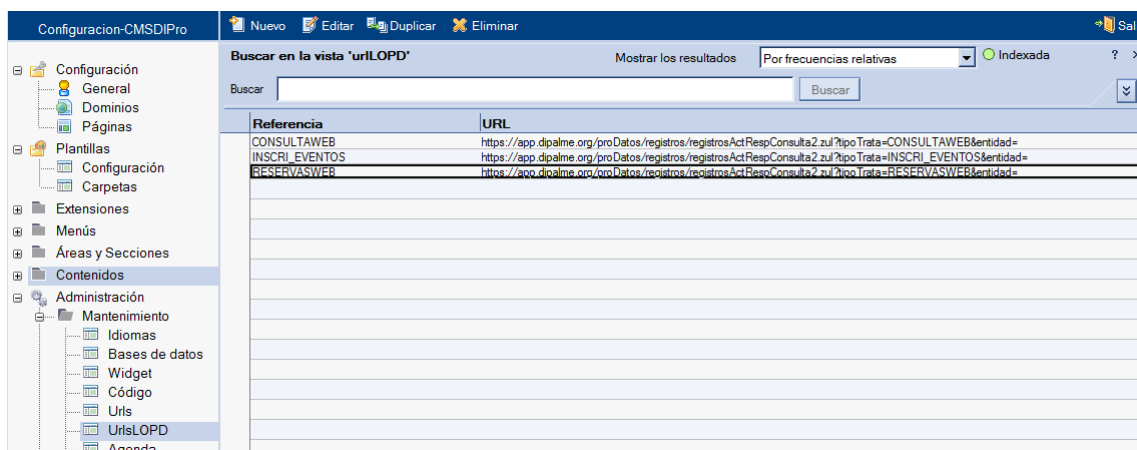 Configuracion-CMSDIPro
Nuevo Editar Duplicar Eliminar Sal
Buscar en la vista 'urlLOPD' Mostrar los resultados Por frecuencias relativas Indexada ?
Buscar Buscar
Referencia URL
CONSULTAWEB https://app.dipalme.org/proDatos/registros/registrosActRespConsulta2.zul?tipoTrata=CONSULTAWEB&entidad=
INSCRI_EVENTOS https://app.dipalme.org/proDatos/registros/registrosActRespConsulta2.zul?tipoTrata=INSCRI_EVENTOS&entidad=
RESERVASWEB https://app.dipalme.org/proDatos/registros/registrosActRespConsulta2.zul?tipoTrata=RESERVASWEB&entidad=
Configuración
General
Dominios
Páginas
Plantillas
Configuración
Carpetas
Extensiones
Menús
Áreas y Secciones
Contenidos
Administración
Mantenimiento
Idiomas
Bases de datos
Widget
Código
Urls
UrlsLOPD
Agenda